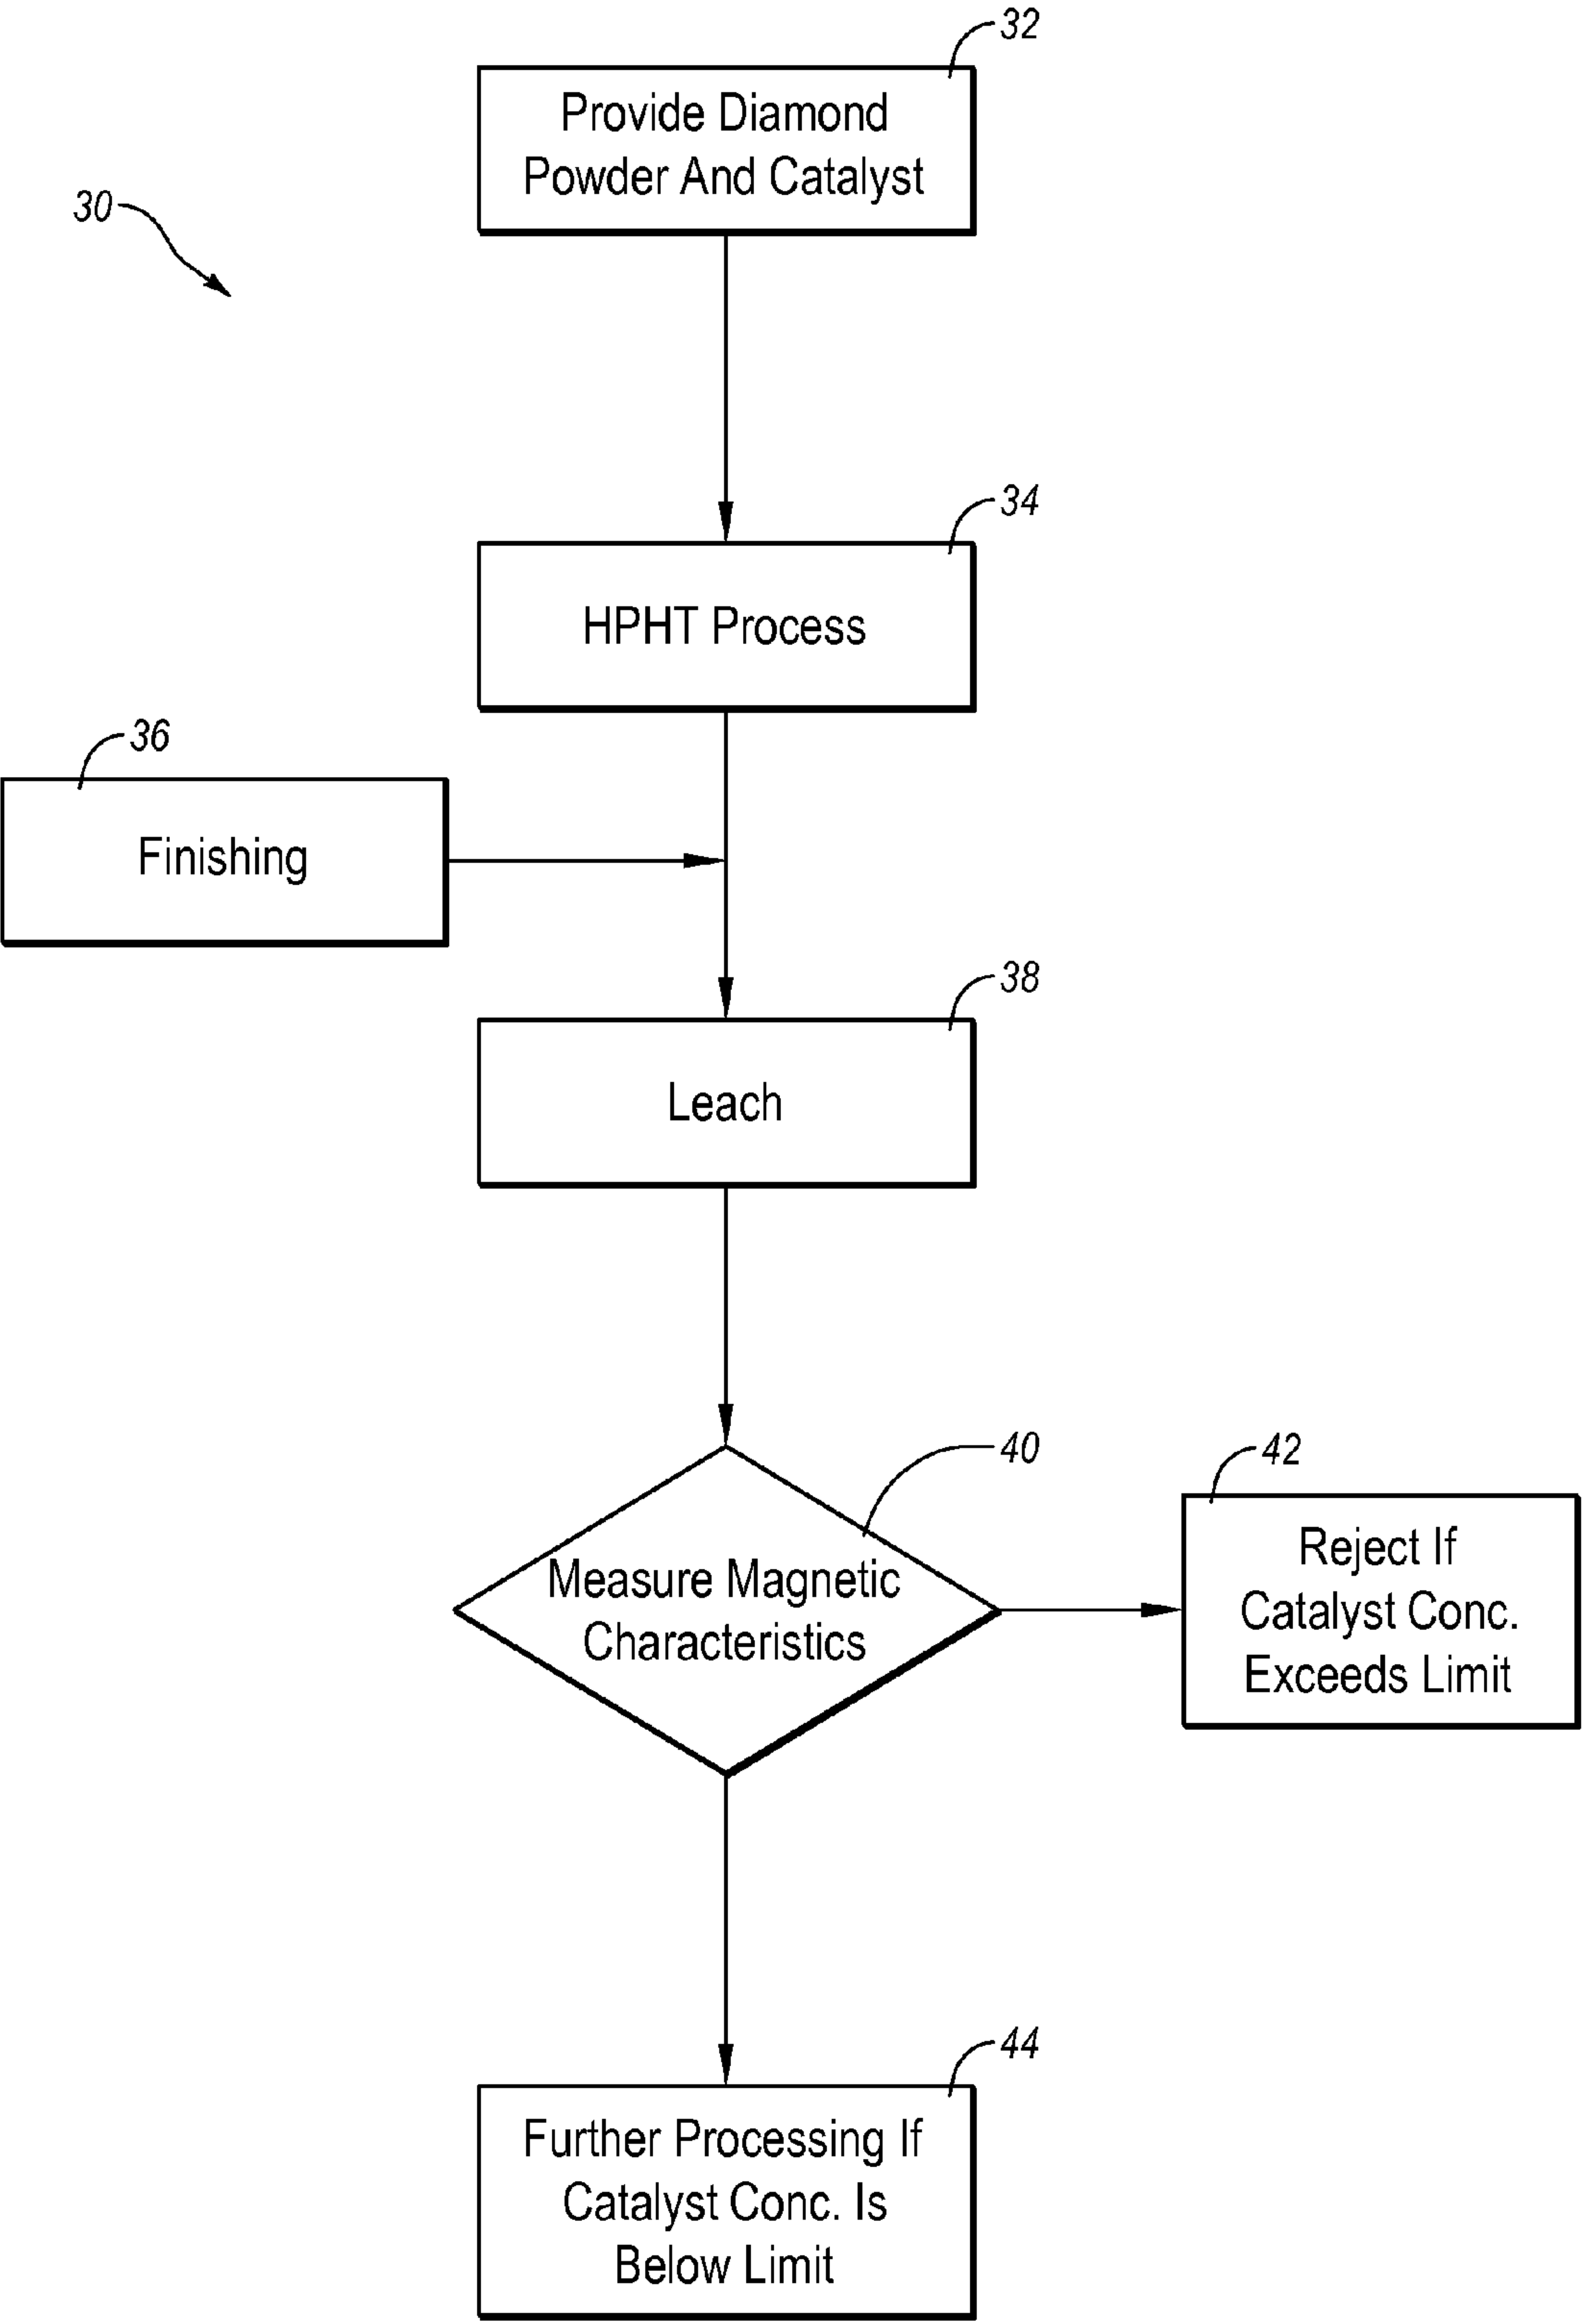 32
Provide Diamond
Powder And Catalyst
30
34
HPHT Process
36
Finishing
38
Leach
40
Measure Magnetic
Characteristics
42
Reject If
Catalyst Conc.
Exceeds Limit
44
Further Processing If
Catalyst Conc. Is
Below Limit